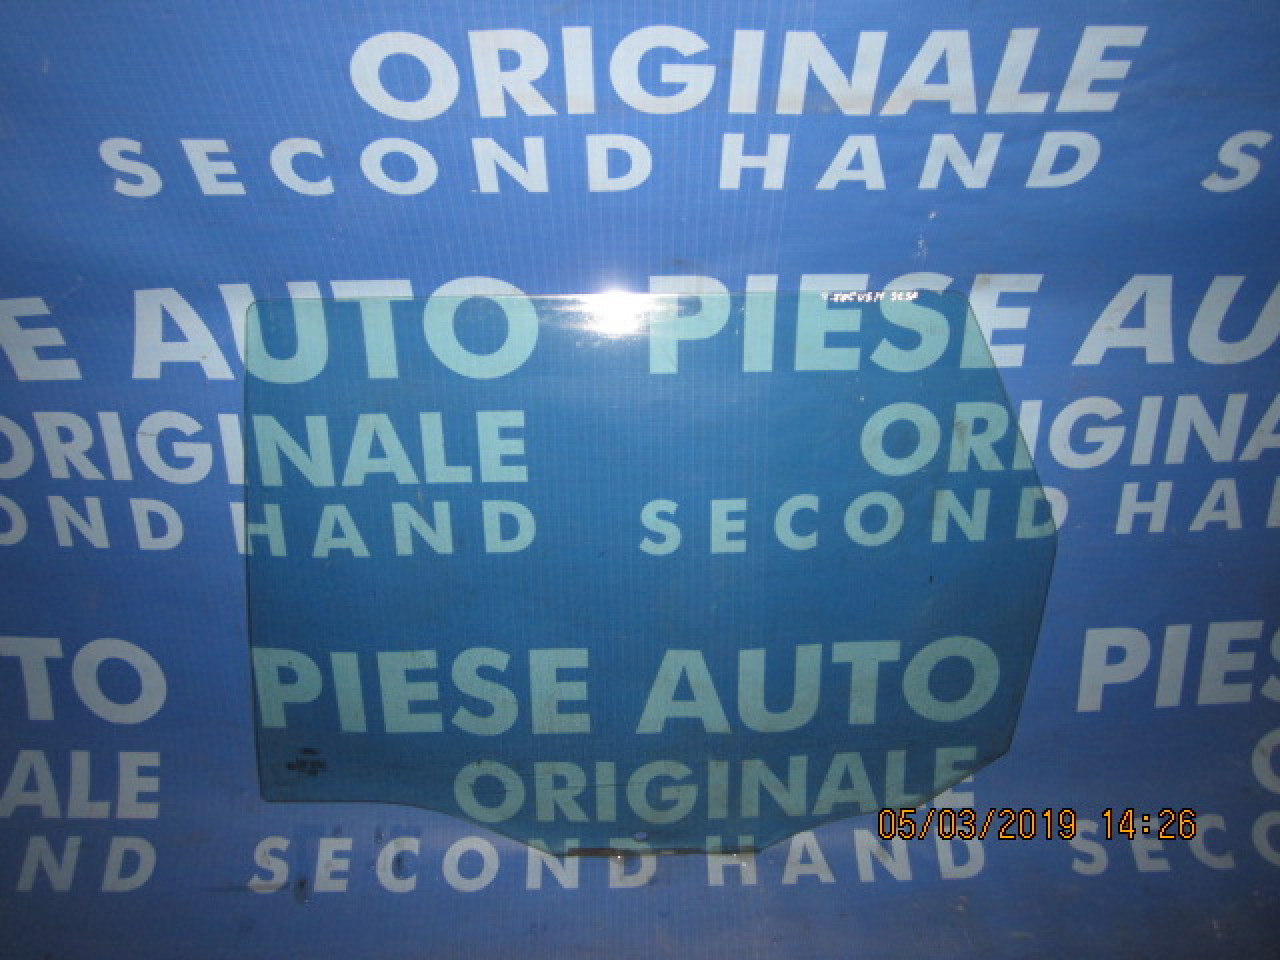 ORIGINALE
SECOND HAND S
E AUTO PIESE AU
ORIGINALE ORIGINA
OND HAND SECOND HA
TO PIESE AUTO PIES
ALE ORIGINALE O
ND SECOND HAND SEC
05/03/2019 14:26